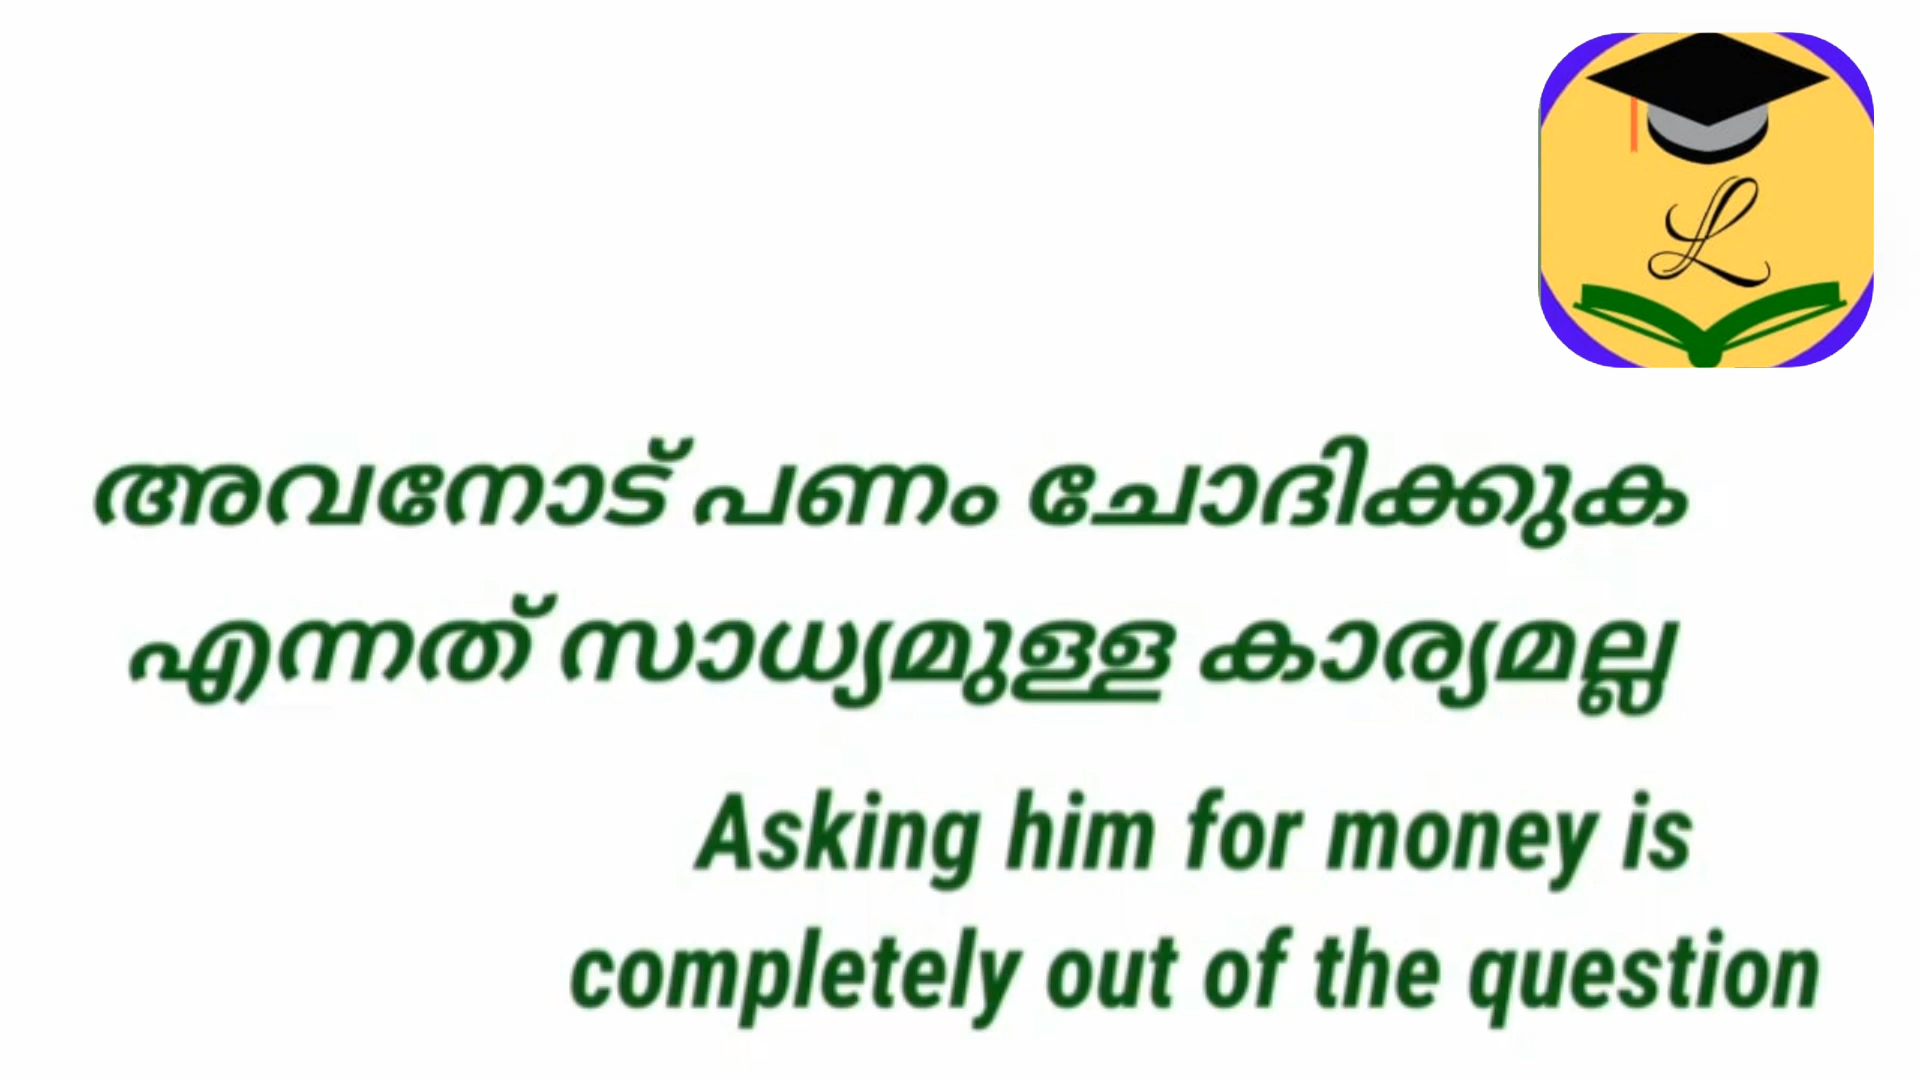 L
അവനോട് പണം ചോദിക്കുക
എന്നത് സാധ്യമുള്ള കാര്യമല്ല
Asking him for money is
completely out of the question